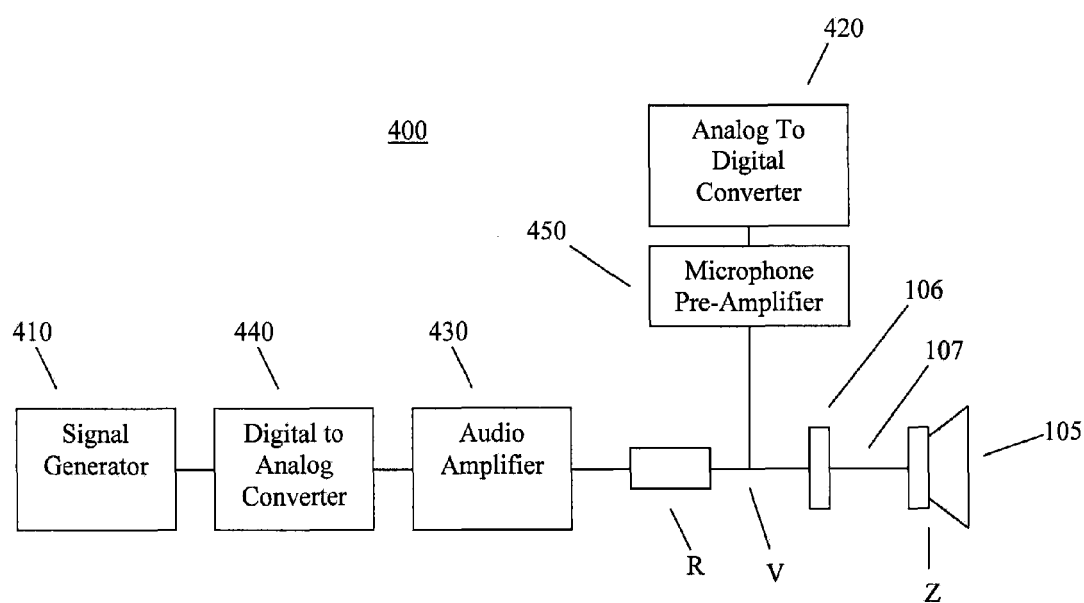 420
400
Analog To
Digital
Converter
450
Microphone
Pre-Amplifier
106
107
410
440
430
105
Signal
Generator
Digital to
Analog
Converter
Audio
Amplifier
R
V
Z